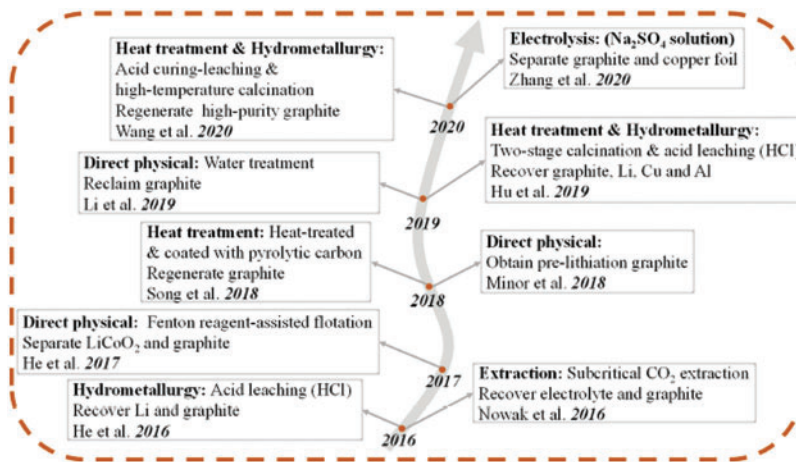 Heat treatment & Hydrometallurgy:
Acid curing-leaching &
high-temperature calcination
Regenerate high-purity graphite
Wang et al. 2020
Electrolysis: (Na₂SO₄ solution)
Separate graphite and copper foil
Zhang et al. 2020
2020
Heat treatment & Hydrometallurgy:
Two-stage calcination & acid leaching (HCl)
Recover graphite, Li, Cu and Al
Hu et al. 2019
Direct physical: Water treatment
Reclaim graphite
Li et al. 2019
2019
Heat treatment: Heat-treated
& coated with pyrolytic carbon
Regenerate graphite
Song et al. 2018
Direct physical:
Obtain pre-lithiation graphite
Minor et al. 2018
2018
Direct physical: Fenton reagent-assisted flotation
Separate LiCoO₂ and graphite
He et al. 2017
2017
Hydrometallurgy: Acid leaching (HCl)
Recover Li and graphite
He et al. 2016
Extraction: Subcritical CO₂ extraction
Recover electrolyte and graphite
Nowak et al. 2016
2016